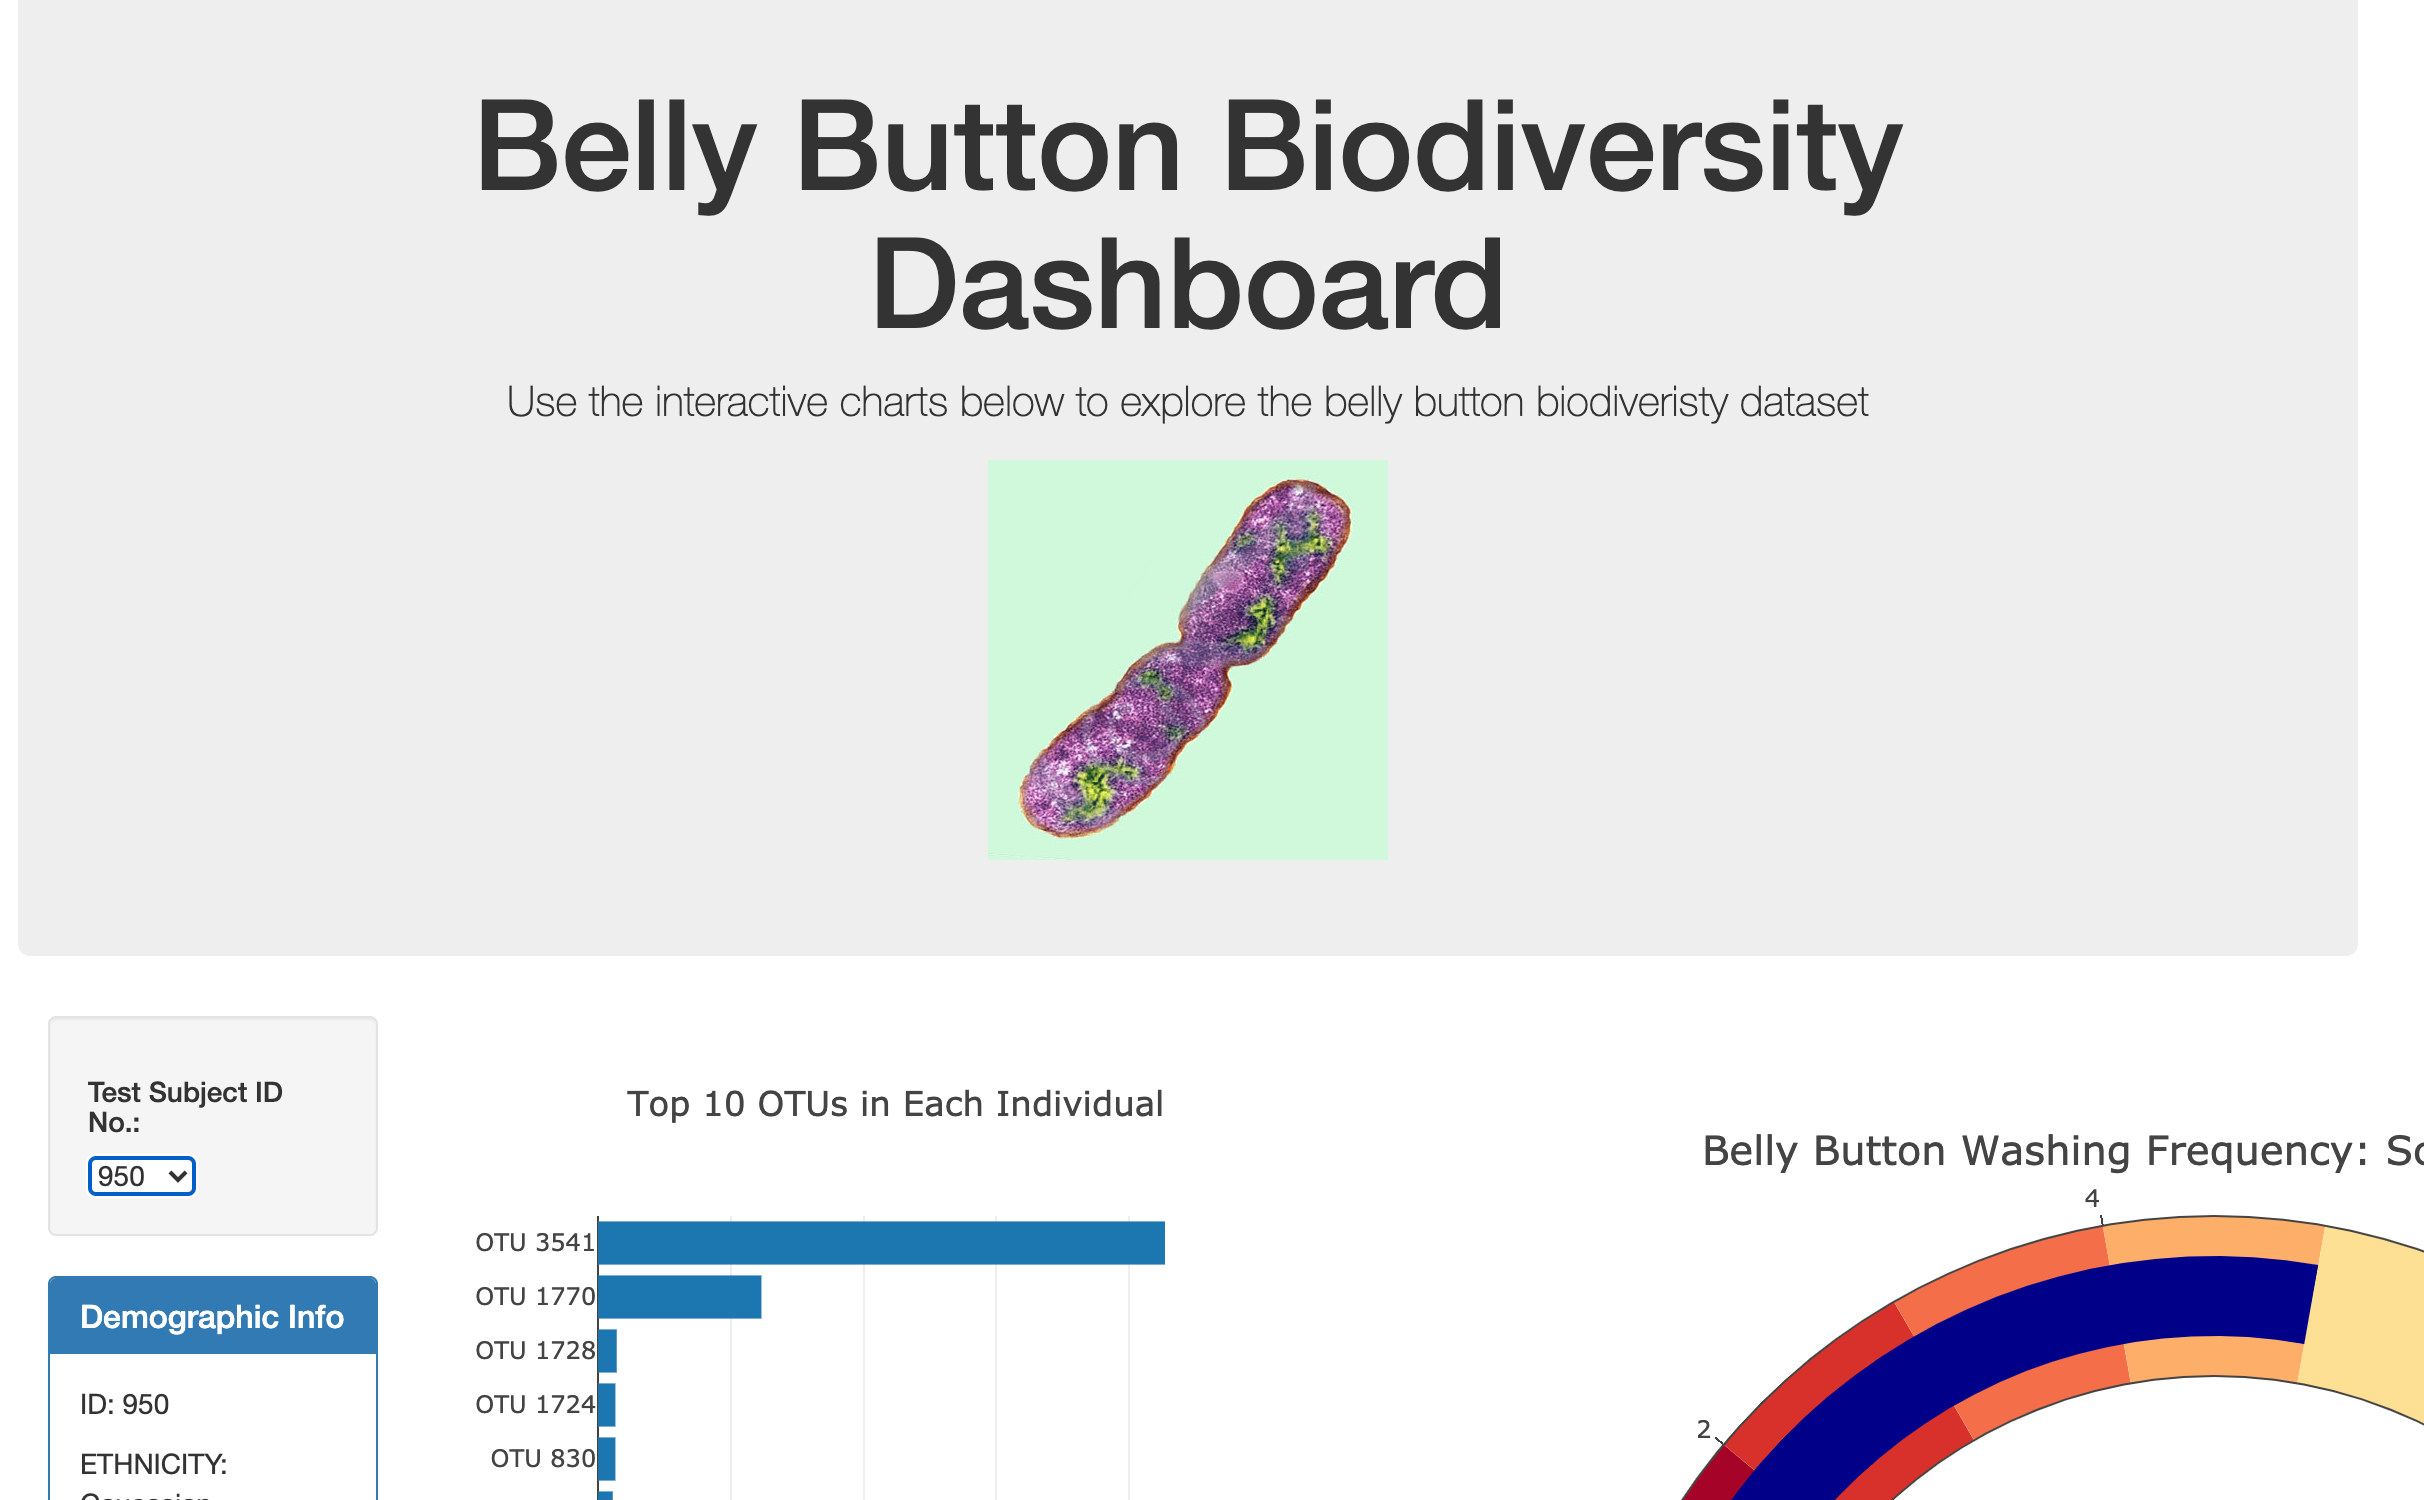 Belly Button Biodiversity
Dashboard
Use the interactive charts below to explore the belly button biodiveristy dataset
Test Subject ID
No.:
950
Demographic Info
ID: 950
ETHNICITY:
Top 10 OTUs in Each Individual
OTU 3541
OTU 1770
OTU 1728
OTU 1724
OTU 830
Belly Button Washing Frequency:
4
2